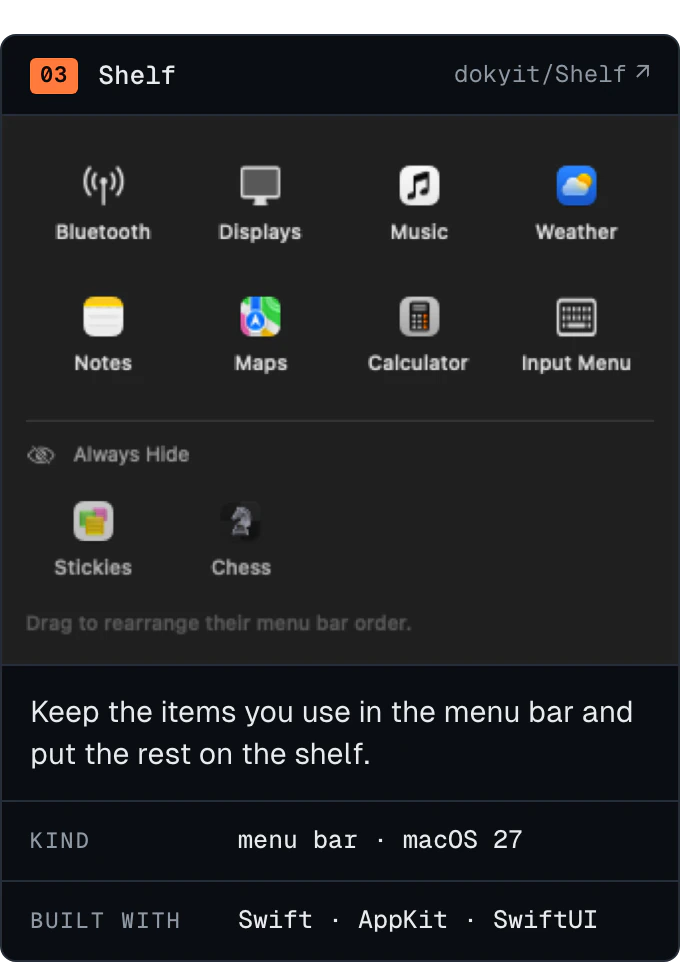 03 Shelf dokyit/Shelf ↗
Bluetooth Displays Music Weather
Notes Maps Calculator Input Menu
Always Hide
Stickies Chess
Drag to rearrange their menu bar order.
Keep the items you use in the menu bar and
put the rest on the shelf.
KIND menu bar · macOS 27
BUILT WITH Swift · AppKit · SwiftUI